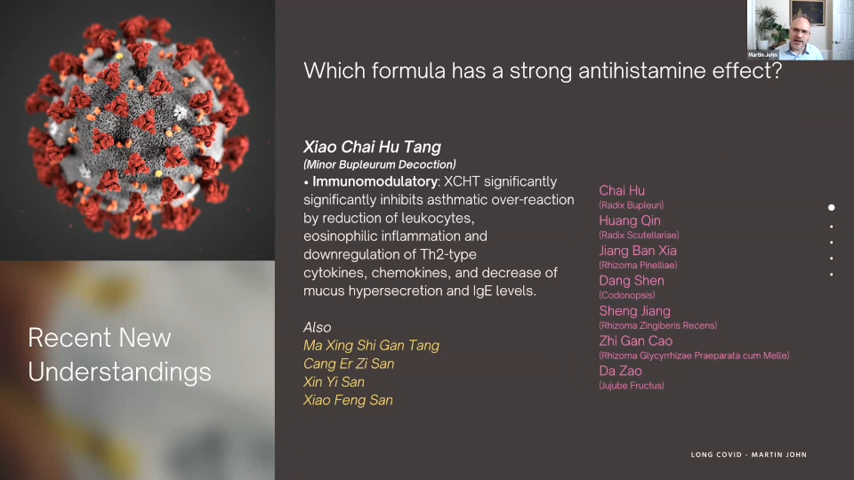 Martin John
Which formula has a strong antihistamine effect?
Xiao Chai Hu Tang
(Minor Bupleurum Decoction)
• Immunomodulatory: XCHT significantly
significantly inhibits asthmatic over-reaction
by reduction of leukocytes,
eosinophilic inflammation and
downregulation of Th2-type
cytokines, chemokines, and decrease of
mucus hypersecretion and IgE levels.
Also
Ma Xing Shi Gan Tang
Cang Er Zi San
Xin Yi San
Xiao Feng San
Chai Hu
(Radix Bupleuri)
Huang Qin
(Radix Scutellariae)
Jiang Ban Xia
(Rhizoma Pinelliae)
Dang Shen
(Codonopsis)
Sheng Jiang
(Rhizoma Zingiberis Recens)
Zhi Gan Cao
(Rhizoma Glycyrrhizae Praeparata cum Melle)
Da Zao
(Jujube Fructus)
Recent New
Understandings
LONG COVID - MARTIN JOHN